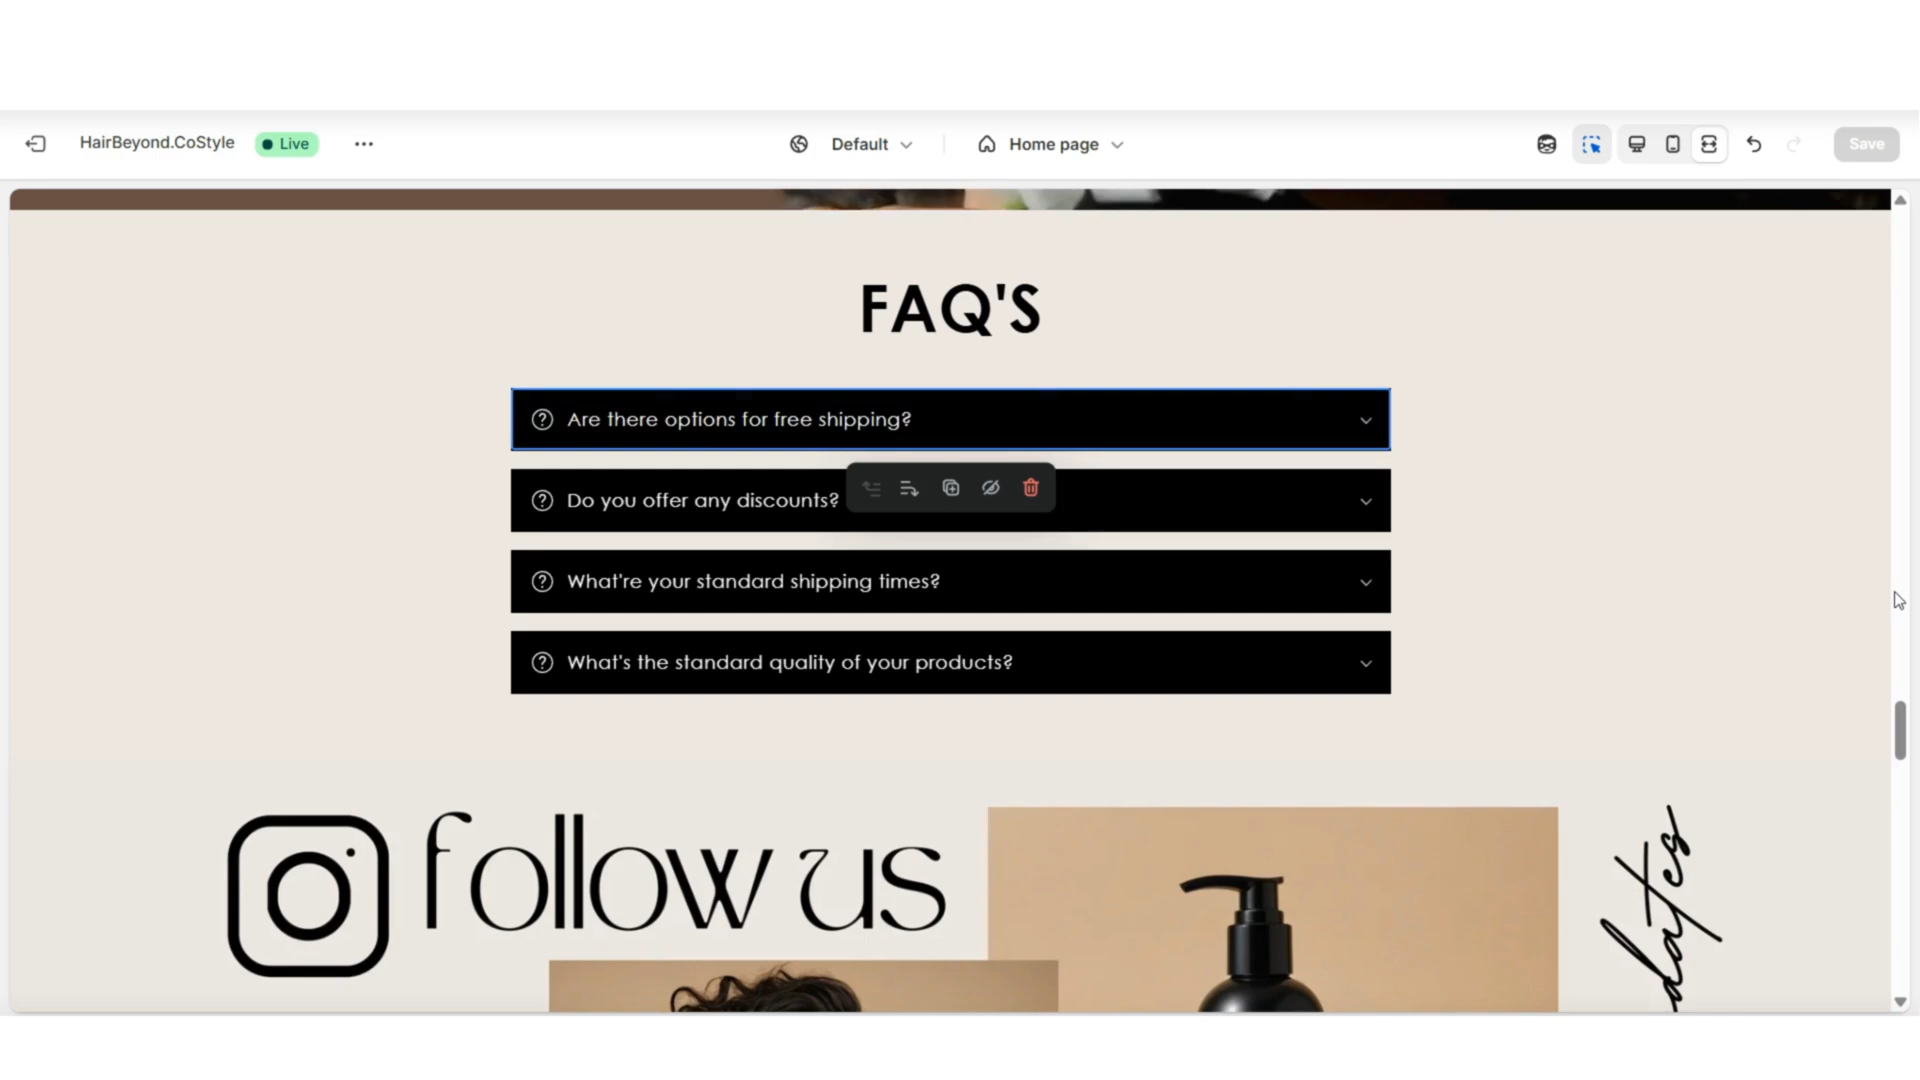 HairBeyond.CoStyle
Live
Default
Home page
Save
FAQ'S
Are there options for free shipping?
Do you offer any discounts?
What're your standard shipping times?
What's the standard quality of your products?
follow us